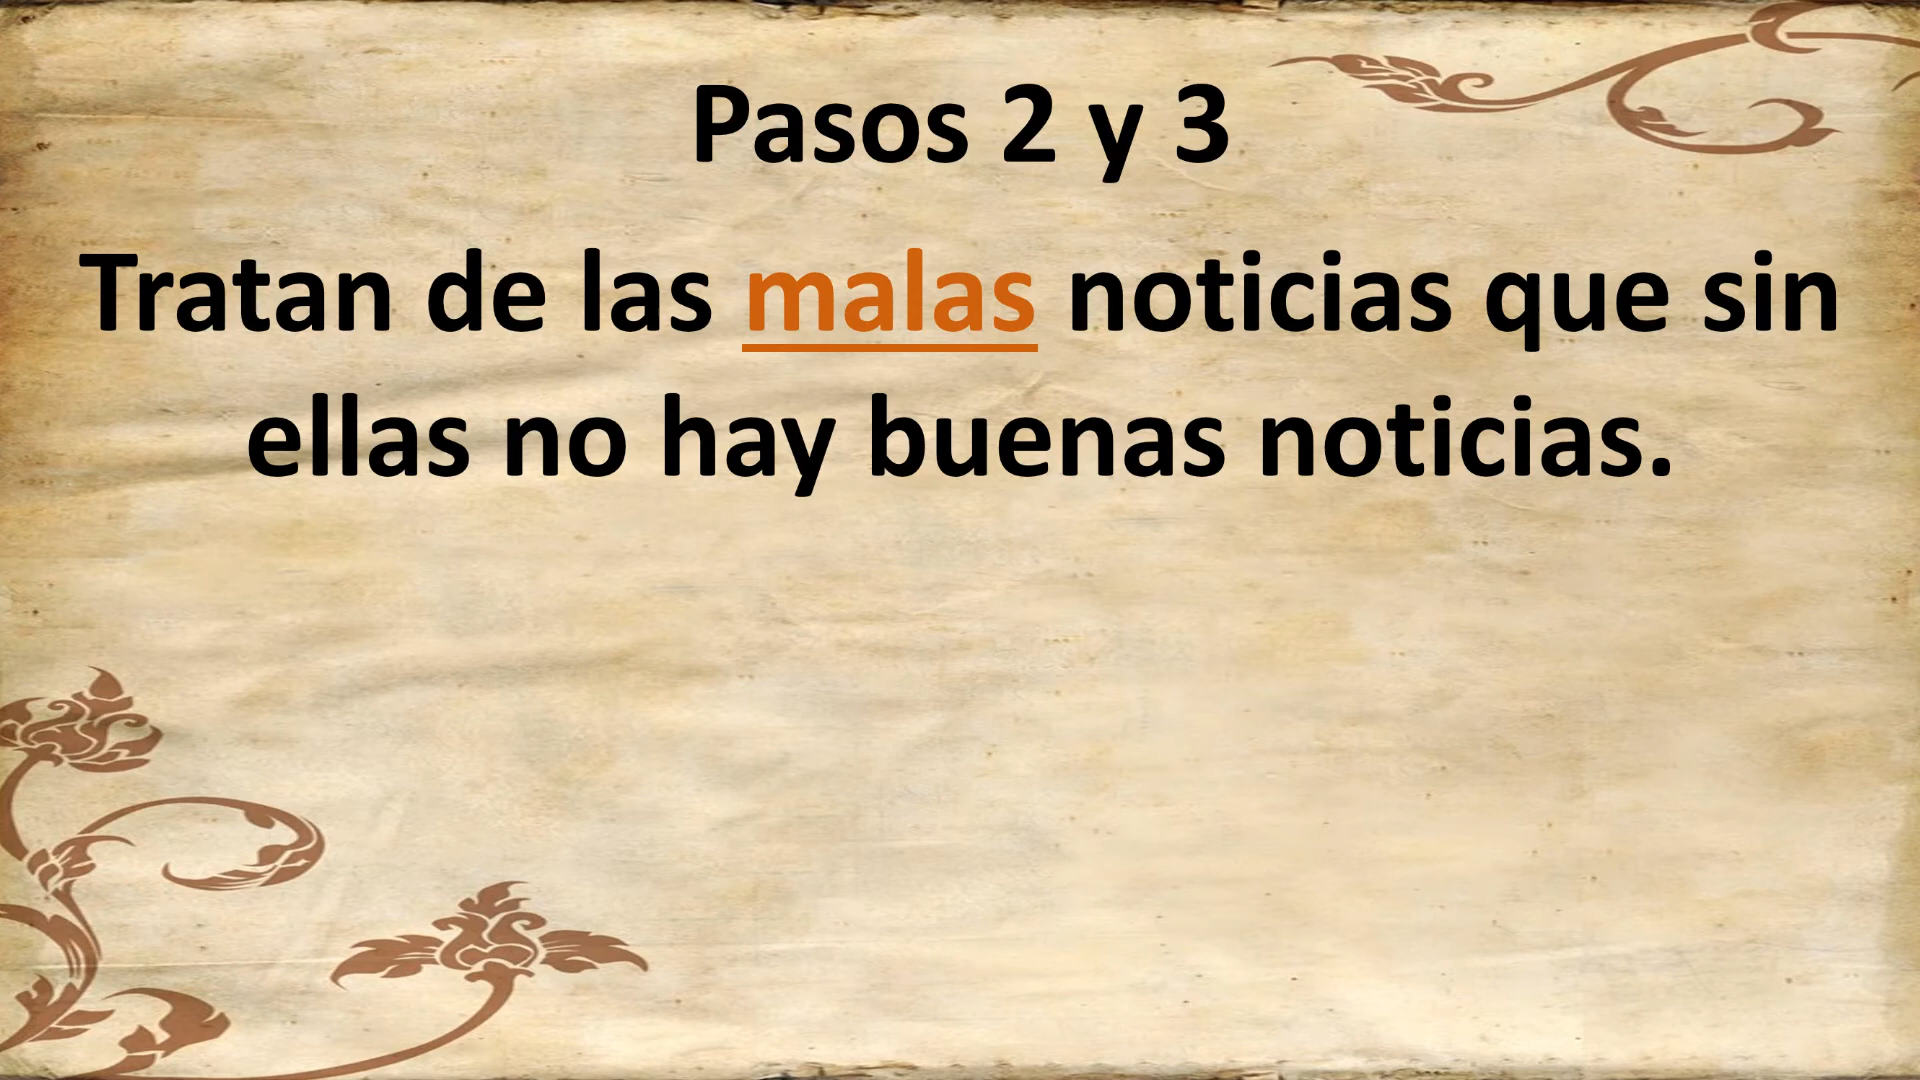 Pasos 2 y 3
Tratan de las malas noticias que sin
ellas no hay buenas noticias.